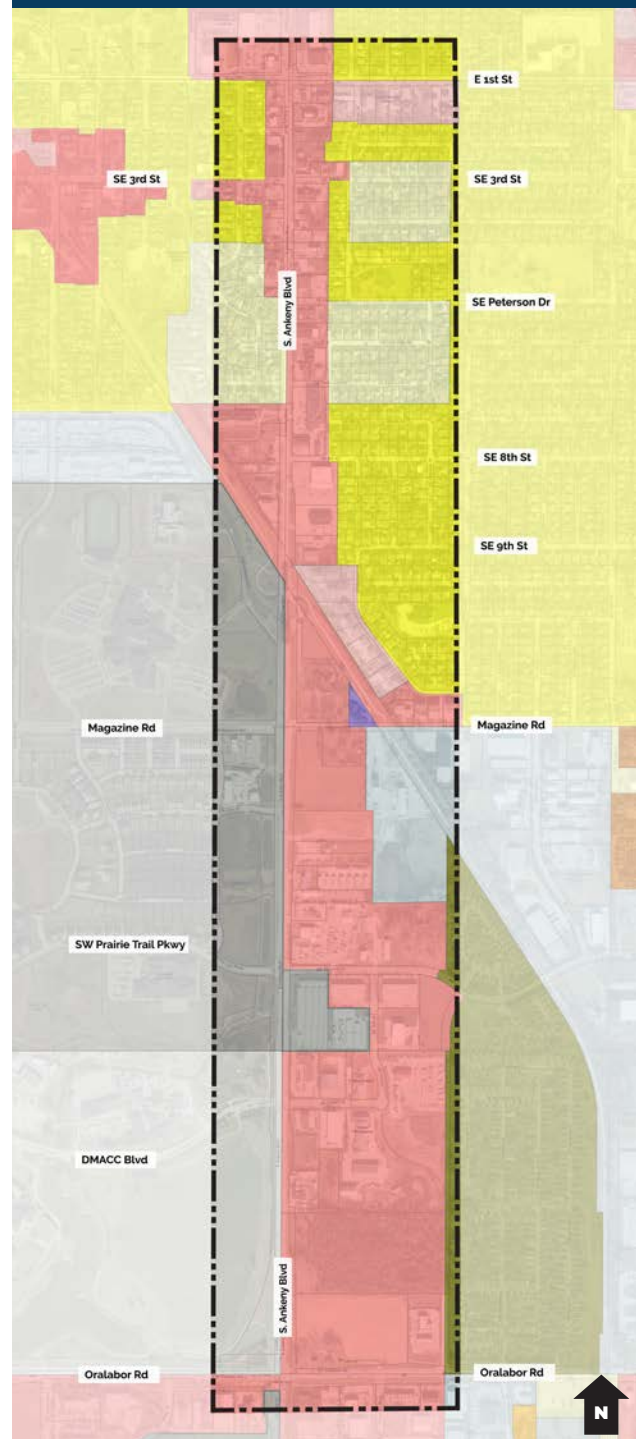 E 1st St
SE 3rd St
SE 3rd St
SE Peterson Dr
S. Ankeny Blvd
SE 8th St
SE 9th St
Magazine Rd
Magazine Rd
SW Prairie Trail Pkwy
DMACC Blvd
S. Ankeny Blvd
Oralabor Rd
Oralabor Rd
N